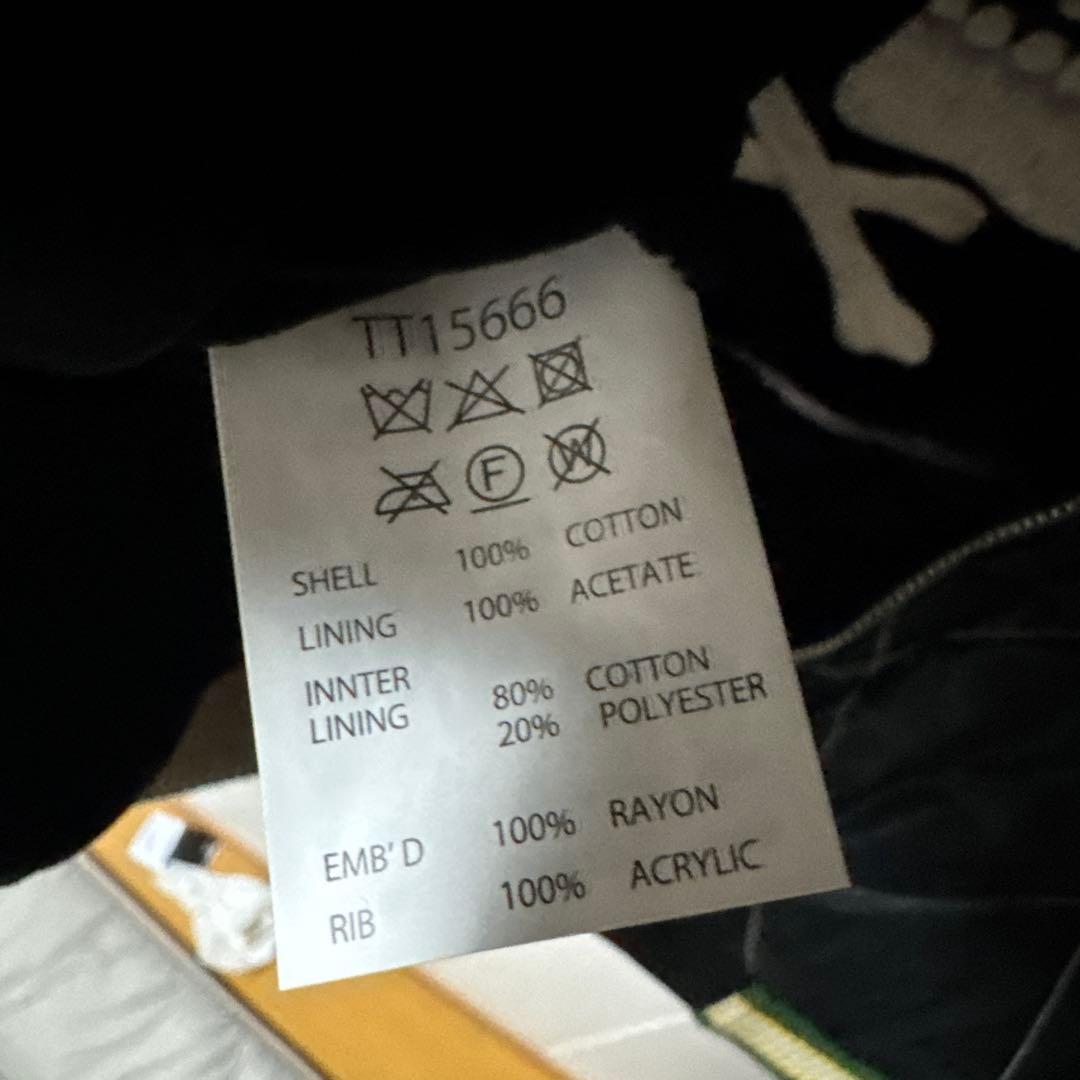 TT15666
F W
SHELL 100% COTTON
LINING 100% ACETATE
INNTER 80% COTTON
LINING 20% POLYESTER
EMB'D 100% RAYON
RIB 100% ACRYLIC